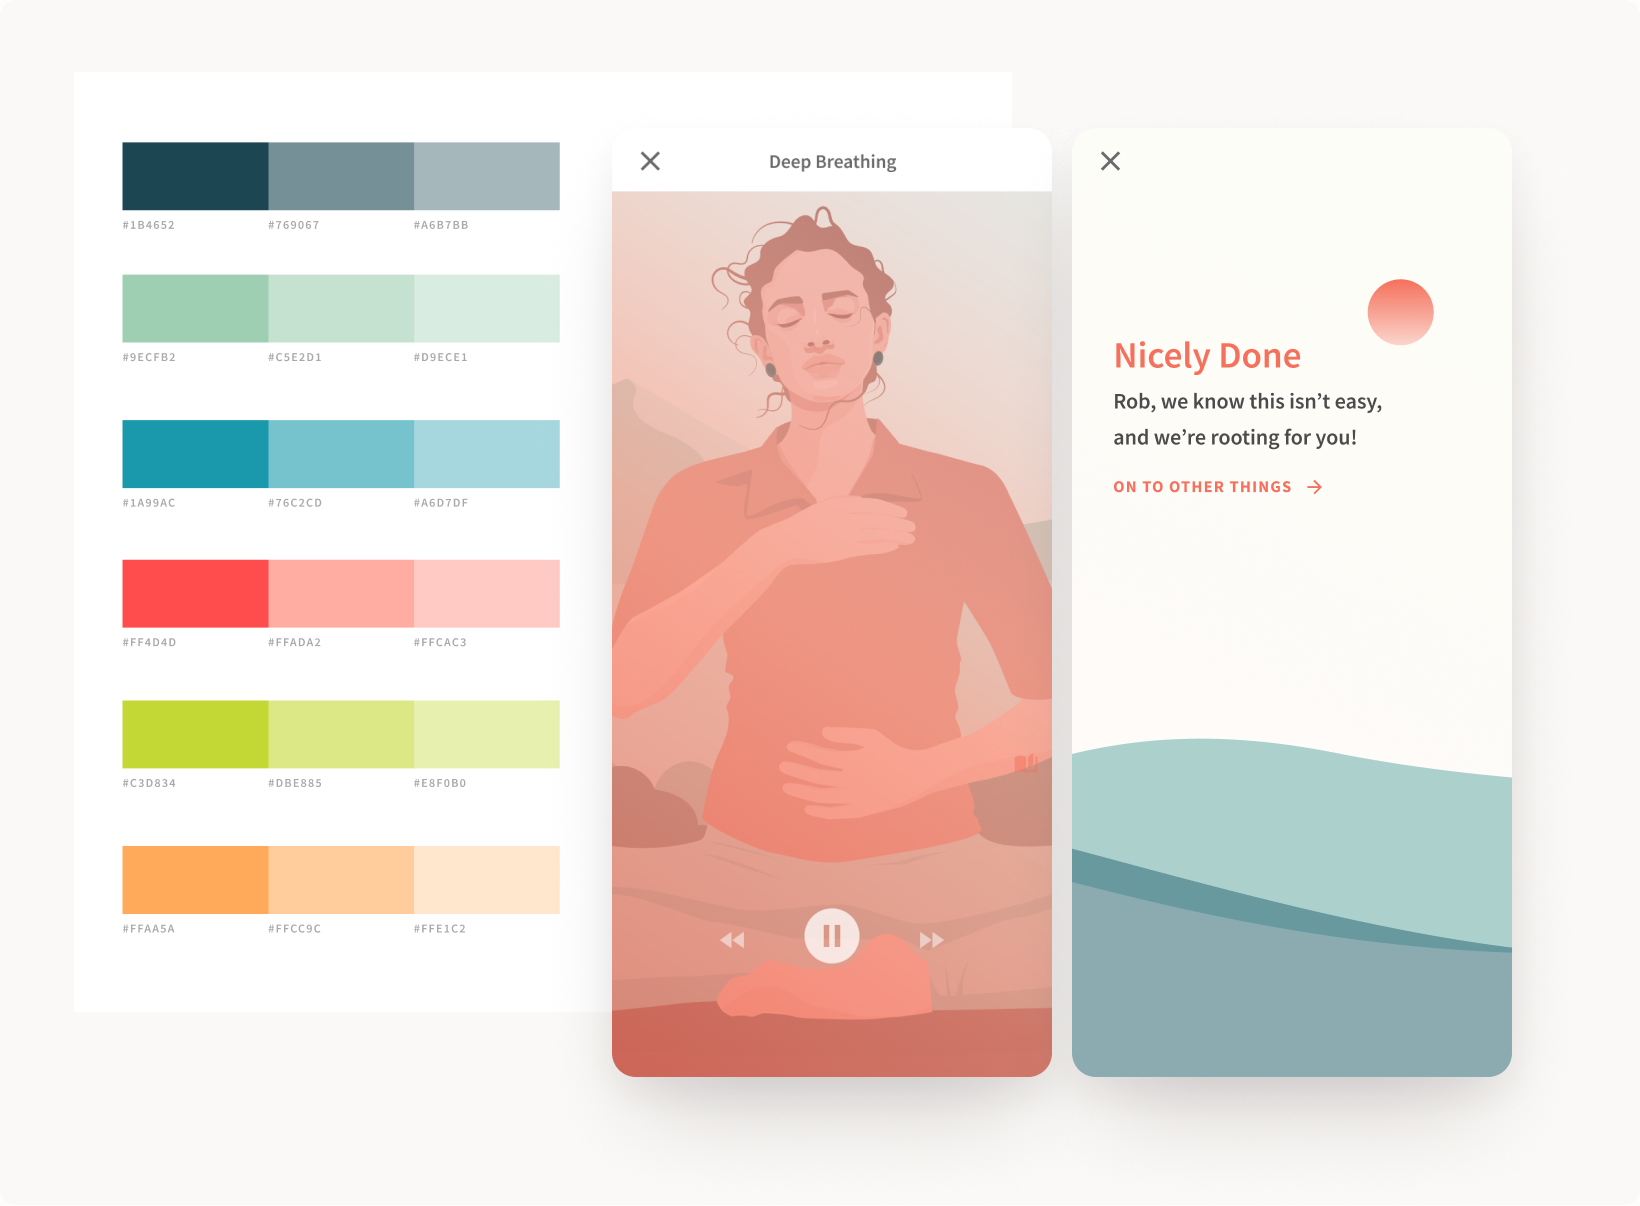 #1B4652 #769067 #A6B7BB
#9ECFB2 #C5E2D1 #D9ECE1
#1A99AC #76C2CD #A6D7DF
#FF4D4D #FFADA2 #FFCAC3
#C3D834 #DBE885 #E8F0B0
#FFAA5A #FFCC9C #FFE1C2
Deep Breathing
Nicely Done
Rob, we know this isn’t easy,
and we’re rooting for you!
ON TO OTHER THINGS